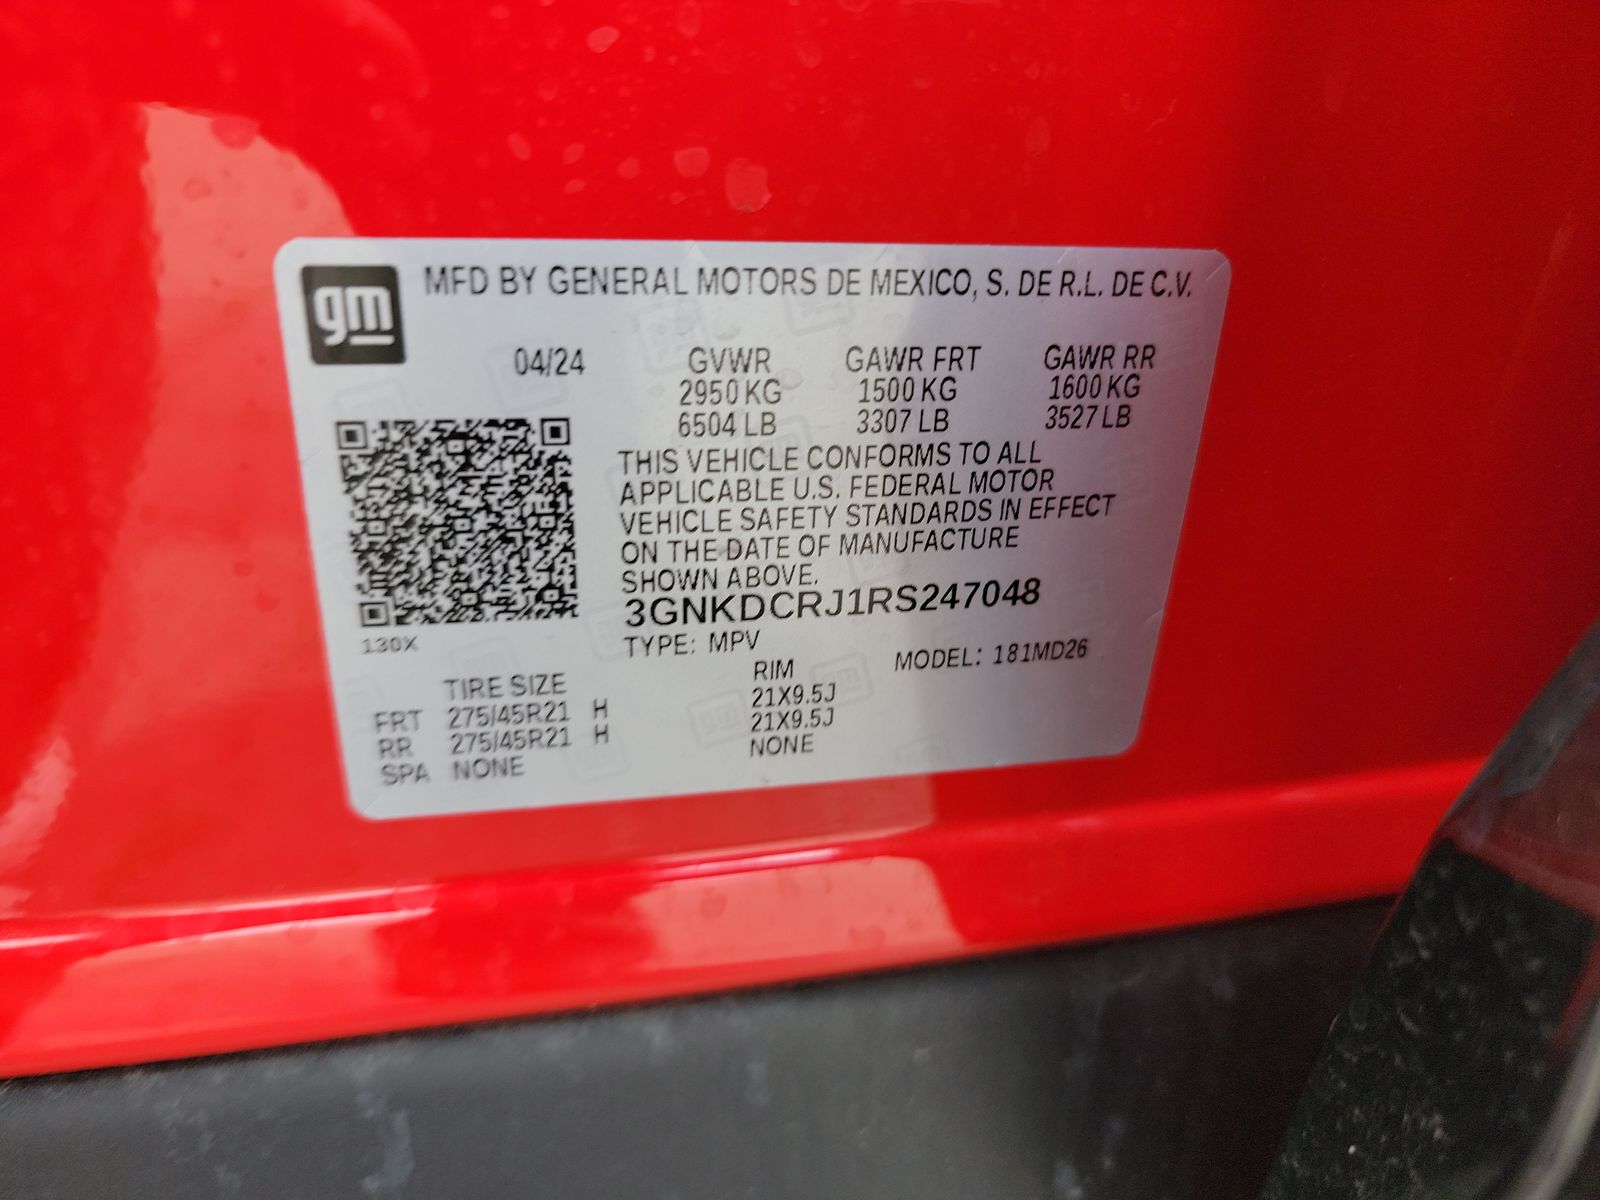 gm MFD BY GENERAL MOTORS DE MEXICO, S. DE R.L. DE C.V.
04/24 GVWR GAWR FRT GAWR RR
2950 KG 1500 KG 1600 KG
6504 LB 3307 LB 3527 LB
THIS VEHICLE CONFORMS TO ALL
APPLICABLE U.S. FEDERAL MOTOR
VEHICLE SAFETY STANDARDS IN EFFECT
ON THE DATE OF MANUFACTURE
SHOWN ABOVE.
3GNKDCRJ1RS247048
130X TYPE: MPV MODEL: 181MD26
TIRE SIZE RIM
FRT 275/45R21 H 21X9.5J
RR 275/45R21 H 21X9.5J
SPA NONE NONE